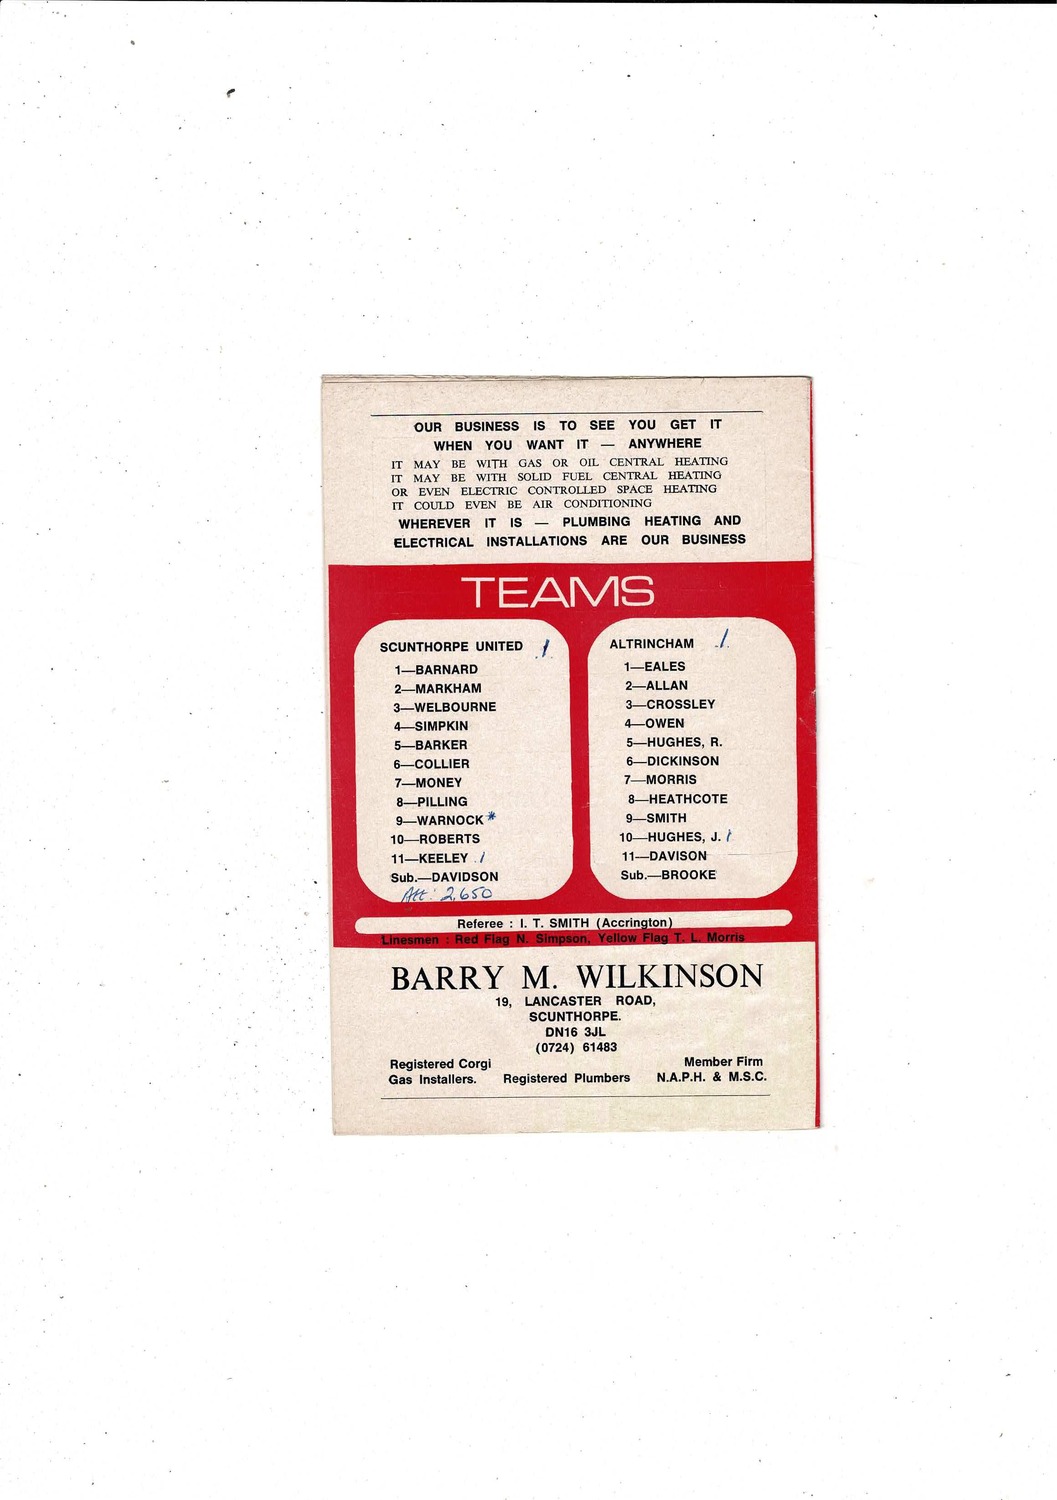 OUR BUSINESS IS TO SEE YOU GET IT
WHEN YOU WANT IT — ANYWHERE
IT MAY BE WITH GAS OR OIL CENTRAL HEATING
IT MAY BE WITH SOLID FUEL CENTRAL HEATING
OR EVEN ELECTRIC CONTROLLED SPACE HEATING
IT COULD EVEN BE AIR CONDITIONING
WHEREVER IT IS — PLUMBING HEATING AND
ELECTRICAL INSTALLATIONS ARE OUR BUSINESS
TEAMS
SCUNTHORPE UNITED 1
1—BARNARD
2—MARKHAM
3—WELBOURNE
4—SIMPKIN
5—BARKER
6—COLLIER
7—MONEY
8—PILLING
9—WARNOCK *
10—ROBERTS
11—KEELEY 1
Sub.—DAVIDSON
Att: 2,650
ALTRINCHAM 1
1—EALES
2—ALLAN
3—CROSSLEY
4—OWEN
5—HUGHES, R.
6—DICKINSON
7—MORRIS
8—HEATHCOTE
9—SMITH
10—HUGHES, J. 1
11—DAVISON
Sub.—BROOKE
Referee : I. T. SMITH (Accrington)
Linesmen : Red Flag N. Simpson, Yellow Flag T. L. Morris
BARRY M. WILKINSON
19, LANCASTER ROAD,
SCUNTHORPE.
DN16 3JL
(0724) 61483
Registered Corgi
Gas Installers.
Registered Plumbers
Member Firm
N.A.P.H. & M.S.C.